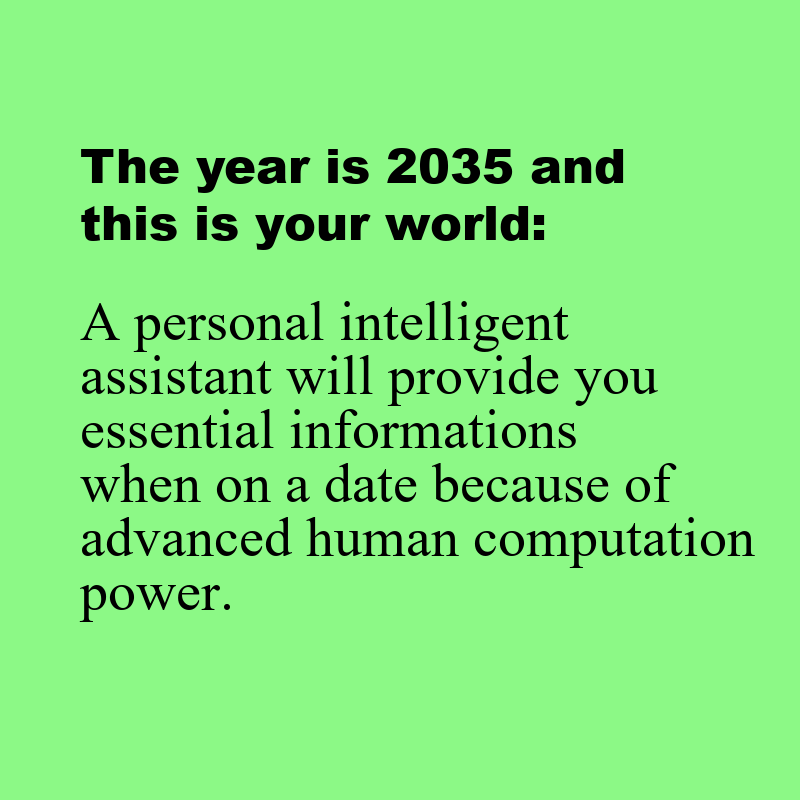 The year is 2035 and
this is your world:
A personal intelligent
assistant will provide you
essential informations
when on a date because of
advanced human computation
power.